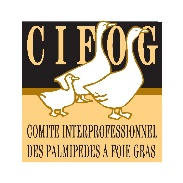 CIFOG
COMITE INTERPROFESSIONNEL
DES PALMIPEDES A FOIE GRAS